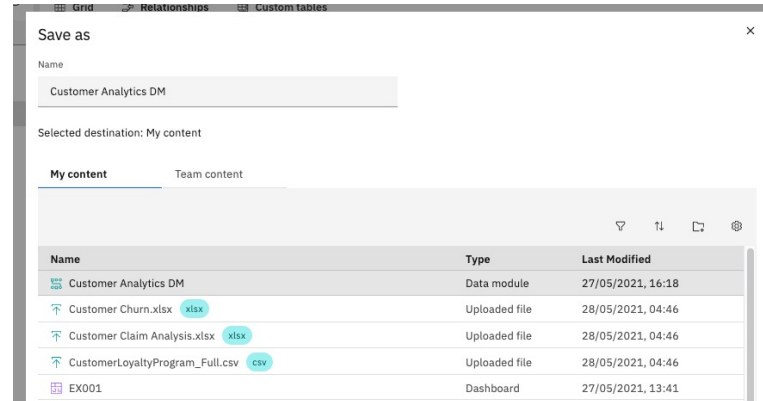 Grid Relationships Custom tables
Save as
Name
Customer Analytics DM
Selected destination: My content
My content Team content
Name Type Last Modified
Customer Analytics DM Data module 27/05/2021, 16:18
Customer Churn.xlsx xlsx Uploaded file 28/05/2021, 04:46
Customer Claim Analysis.xlsx xlsx Uploaded file 28/05/2021, 04:46
CustomerLoyaltyProgram_Full.csv csv Uploaded file 28/05/2021, 04:46
EX001 Dashboard 27/05/2021, 13:41